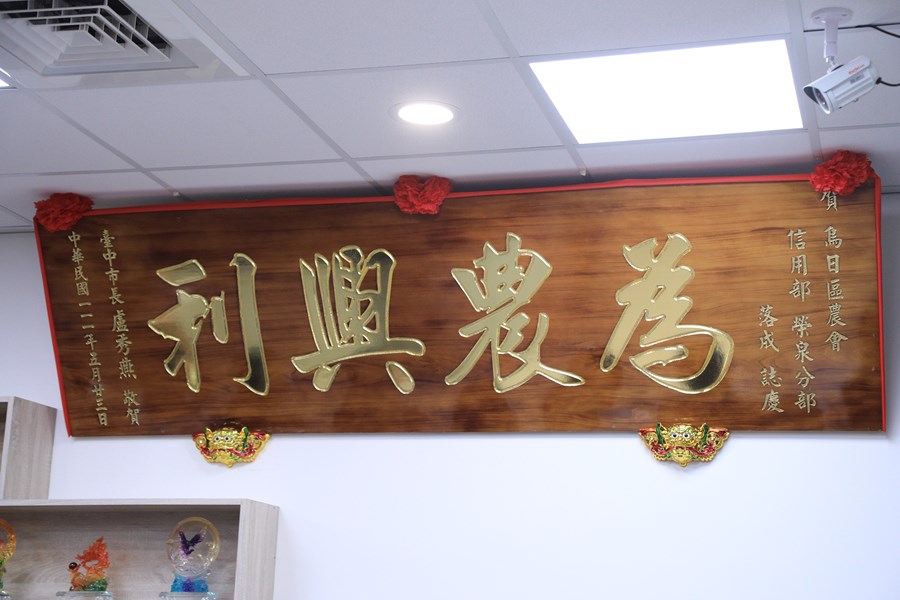 賀 烏日區農會
信用部 榮泉分部
落成 誌慶
為農興利
臺中市長 盧秀燕 敬賀
中華民國一一一年五月廿三日